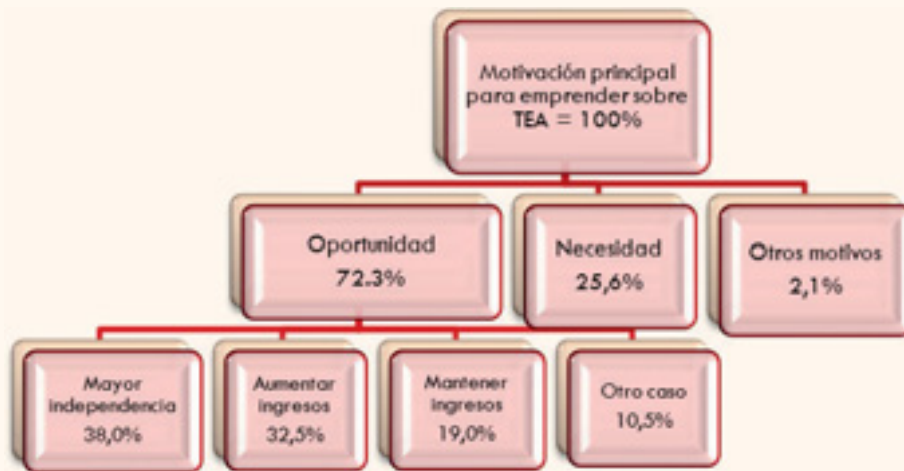 Motivación principal
para emprender sobre
TEA = 100%
Oportunidad
72.3%
Necesidad
25,6%
Otros motivos
2,1%
Mayor
independencia
38,0%
Aumentar
ingresos
32,5%
Mantener
ingresos
19,0%
Otro caso
10,5%